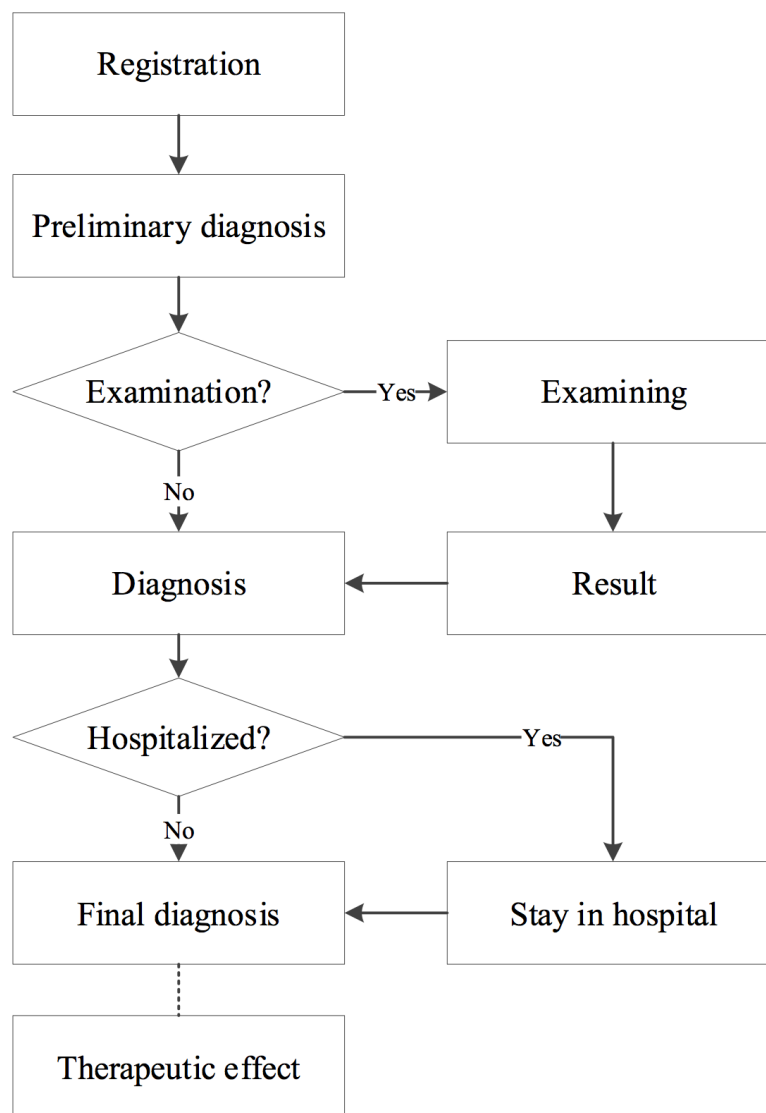 Registration
Preliminary diagnosis
Examination?
Yes
Examining
No
Diagnosis
Result
Hospitalized?
Yes
No
Final diagnosis
Stay in hospital
Therapeutic effect